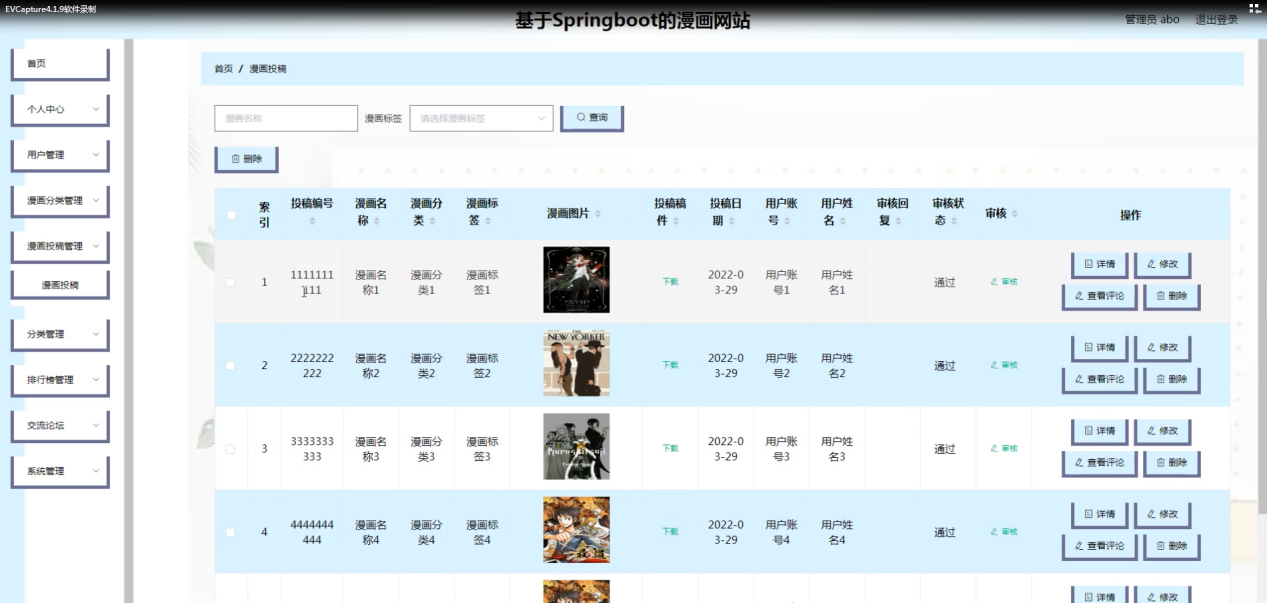 EVCapture4.1.9软件录制
基于Springboot的漫画网站
管理员 abo 退出登录
首页
个人中心
用户管理
漫画分类管理
漫画投稿管理
漫画投稿
分类管理
排行榜管理
交流论坛
系统管理
首页 / 漫画投稿
漫画名称 漫画标签 请选择漫画标签 查询
删除
索引 投稿编号 漫画名称 漫画分类 漫画标签 漫画图片 投稿稿件 投稿日期 用户账号 用户姓名 审核回复 审核状态 审核 操作
1 1111111111 漫画名称1 漫画分类1 漫画标签1 下载 2022-03-29 用户账号1 用户姓名1 通过 审核 详情 修改
查看评论 删除
NEW YORKER
2 2222222222 漫画名称2 漫画分类2 漫画标签2 下载 2022-03-29 用户账号2 用户姓名2 通过 审核 详情 修改
查看评论 删除
3 3333333333 漫画名称3 漫画分类3 漫画标签3 下载 2022-03-29 用户账号3 用户姓名3 通过 审核 详情 修改
查看评论 删除
4 4444444444 漫画名称4 漫画分类4 漫画标签4 下载 2022-03-29 用户账号4 用户姓名4 通过 审核 详情 修改
查看评论 删除
详情 修改